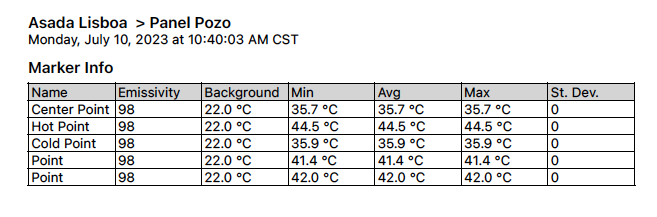 Asada Lisboa > Panel Pozo
Monday, July 10, 2023 at 10:40:03 AM CST
Marker Info
Name Emissivity Background Min Avg Max St. Dev.
Center Point 98 22.0 °C 35.7 °C 35.7 °C 35.7 °C 0
Hot Point 98 22.0 °C 44.5 °C 44.5 °C 44.5 °C 0
Cold Point 98 22.0 °C 35.9 °C 35.9 °C 35.9 °C 0
Point 98 22.0 °C 41.4 °C 41.4 °C 41.4 °C 0
Point 98 22.0 °C 42.0 °C 42.0 °C 42.0 °C 0